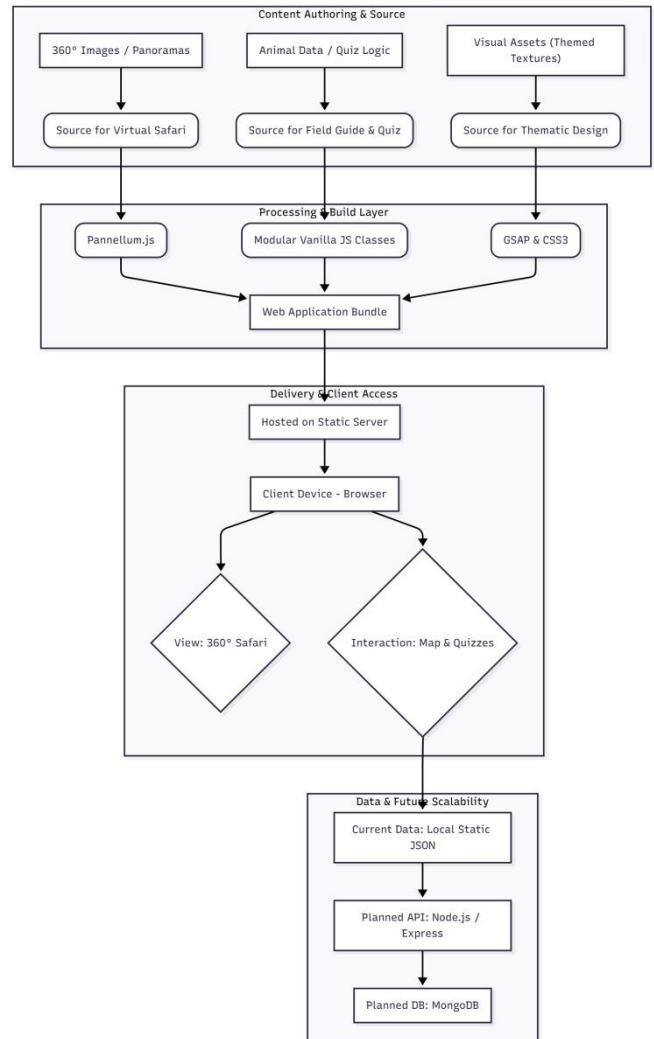 Content Authoring & Source
360° Images / Panoramas
Animal Data / Quiz Logic
Visual Assets (Themed
Textures)
Source for Virtual Safari
Source for Field Guide & Quiz
Source for Thematic Design
Processing & Build Layer
Pannellum.js
Modular Vanilla JS Classes
GSAP & CSS3
Web Application Bundle
Delivery & Client Access
Hosted on Static Server
Client Device - Browser
View: 360° Safari
Interaction: Map & Quizzes
Data & Future Scalability
Current Data: Local Static
JSON
Planned API: Node.js /
Express
Planned DB: MongoDB